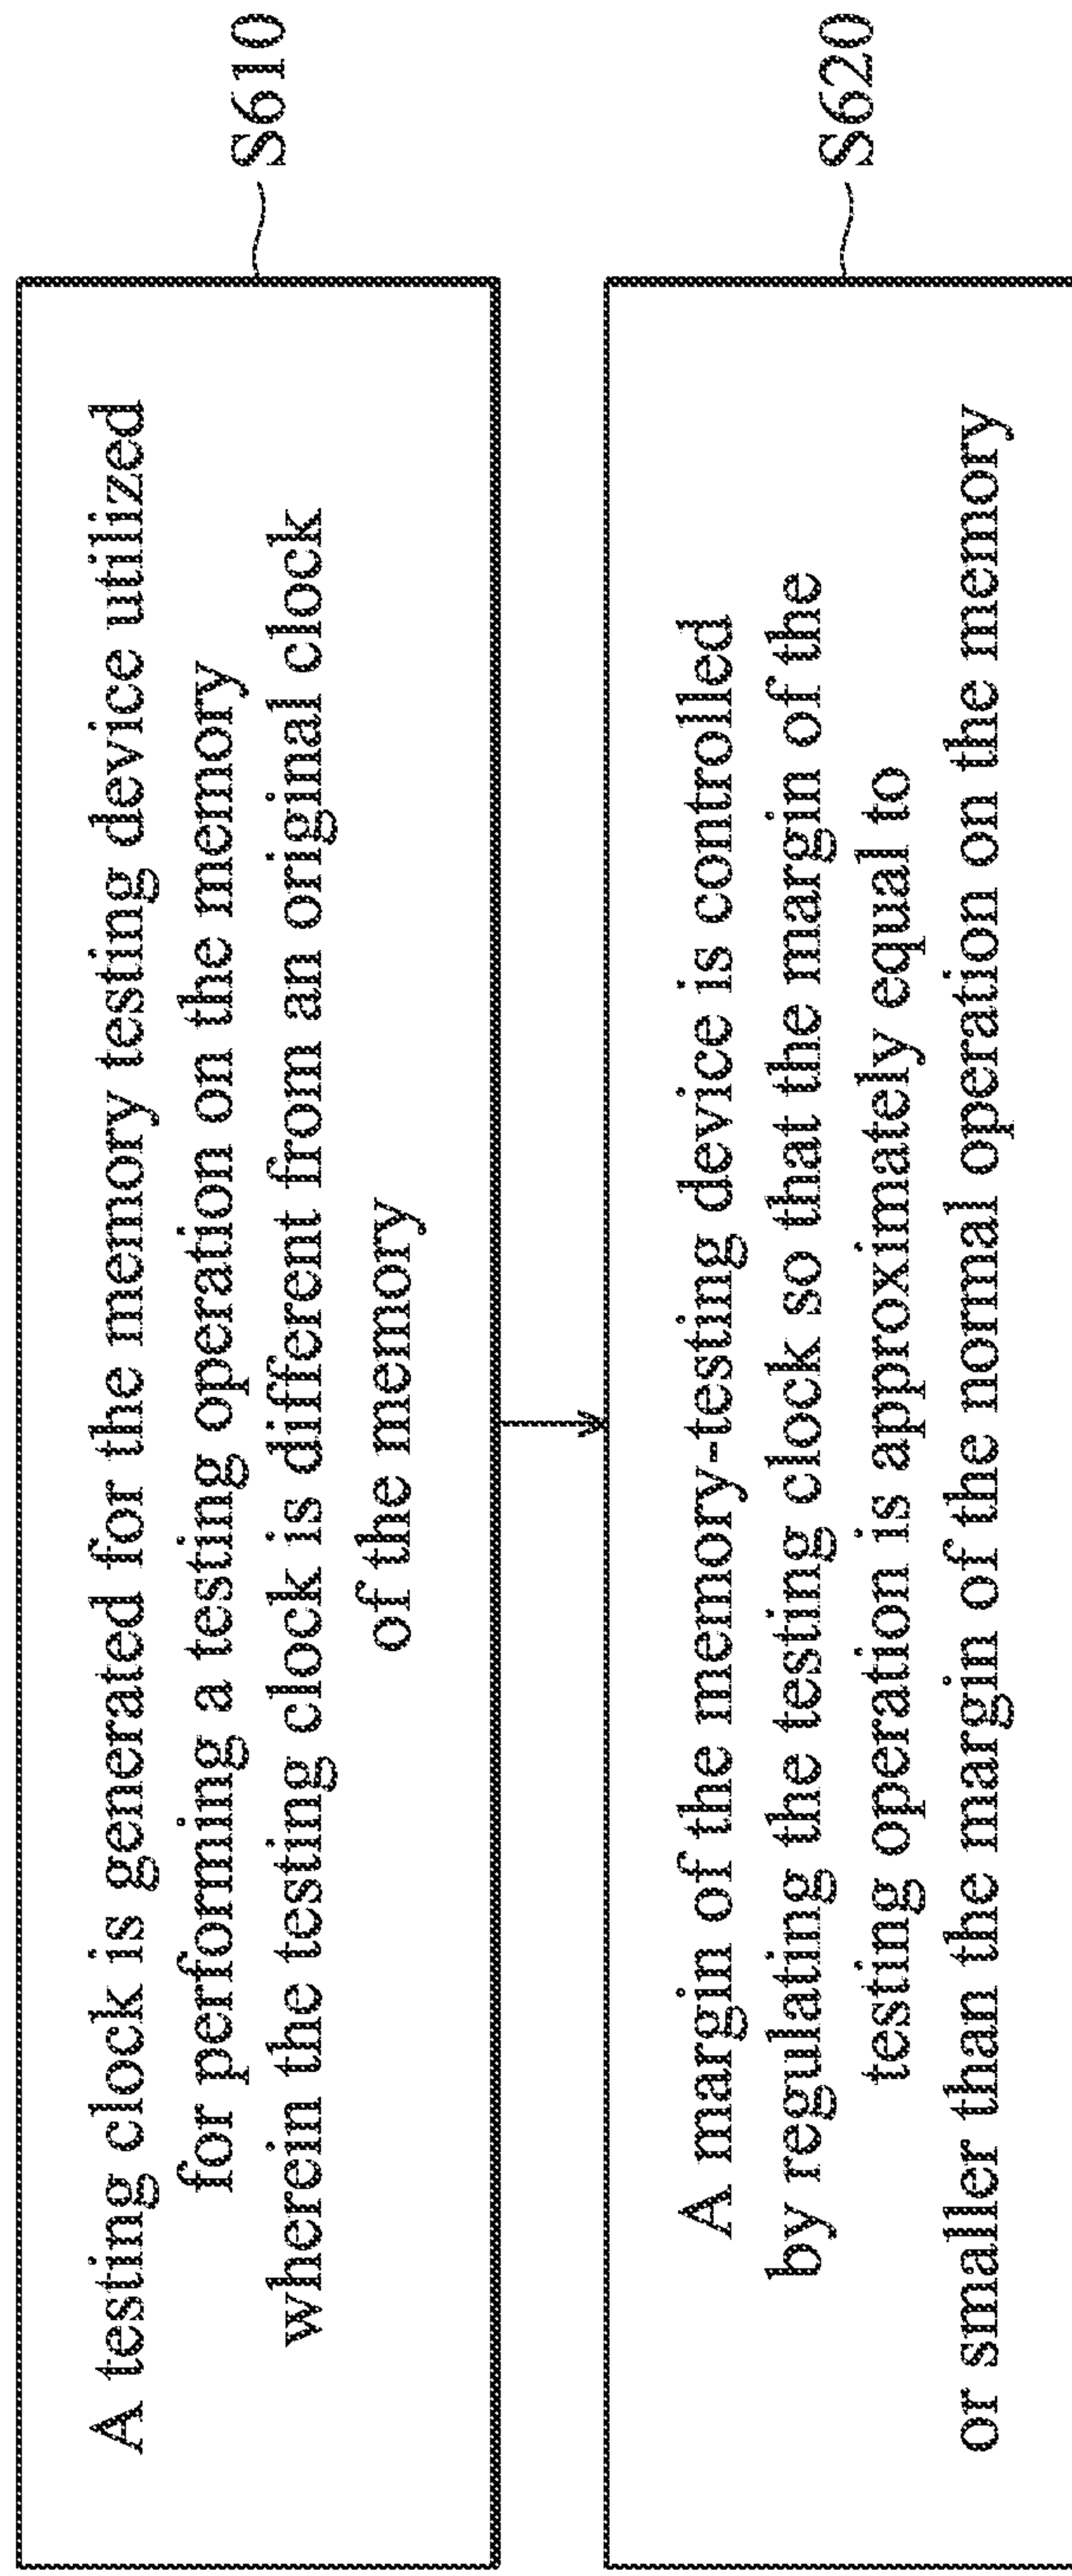 A testing clock is generated for the memory testing device utilized
for performing a testing operation on the memory
wherein the testing clock is different from an original clock
of the memory
S610
A margin of the memory-testing device is controlled
by regulating the testing clock so that the margin of the
testing operation is approximately equal to
or smaller than the margin of the normal operation on the memory
S620